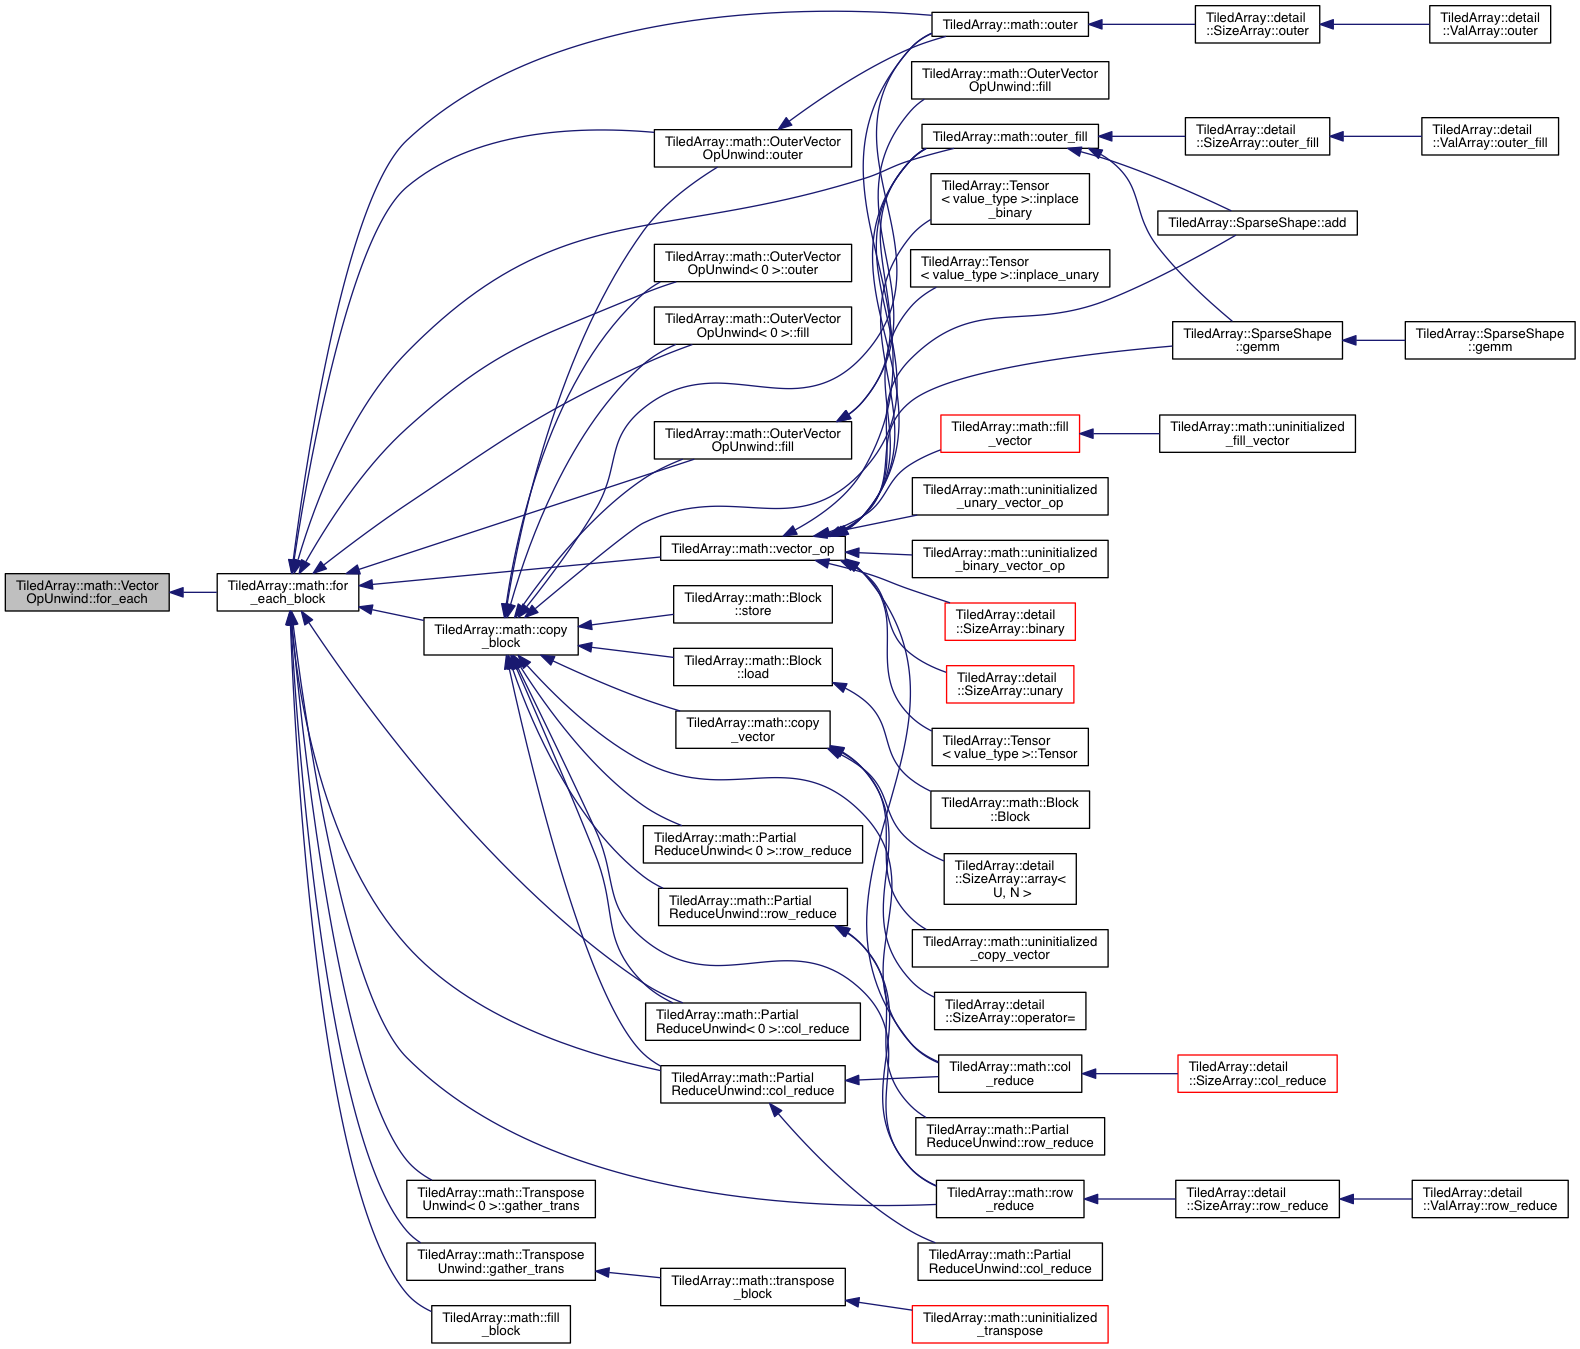 TiledArray::math::Vector
OpUnwind::for_each
TiledArray::math::for
_each_block
TiledArray::math::copy
_block
TiledArray::math::Transpose
Unwind< 0 >::gather_trans
TiledArray::math::Transpose
Unwind::gather_trans
TiledArray::math::fill
_block
TiledArray::math::OuterVector
OpUnwind::outer
TiledArray::math::OuterVector
OpUnwind< 0 >::outer
TiledArray::math::OuterVector
OpUnwind< 0 >::fill
TiledArray::math::OuterVector
OpUnwind::fill
TiledArray::math::vector_op
TiledArray::math::Block
::store
TiledArray::math::Block
::load
TiledArray::math::copy
_vector
TiledArray::math::Partial
ReduceUnwind< 0 >::row_reduce
TiledArray::math::Partial
ReduceUnwind::row_reduce
TiledArray::math::Partial
ReduceUnwind< 0 >::col_reduce
TiledArray::math::Partial
ReduceUnwind::col_reduce
TiledArray::math::transpose
_block
TiledArray::math::outer
TiledArray::math::OuterVector
OpUnwind::fill
TiledArray::math::outer_fill
TiledArray::Tensor
< value_type >::inplace
_binary
TiledArray::Tensor
< value_type >::inplace_unary
TiledArray::math::fill
_vector
TiledArray::math::uninitialized
_unary_vector_op
TiledArray::math::uninitialized
_binary_vector_op
TiledArray::detail
::SizeArray::binary
TiledArray::detail
::SizeArray::unary
TiledArray::Tensor
< value_type >::Tensor
TiledArray::math::Block
::Block
TiledArray::detail
::SizeArray::array<
U, N >
TiledArray::math::uninitialized
_copy_vector
TiledArray::detail
::SizeArray::operator=
TiledArray::math::col
_reduce
TiledArray::math::Partial
ReduceUnwind::row_reduce
TiledArray::math::row
_reduce
TiledArray::math::Partial
ReduceUnwind::col_reduce
TiledArray::math::uninitialized
_transpose
TiledArray::detail
::SizeArray::outer
TiledArray::detail
::SizeArray::outer_fill
TiledArray::SparseShape::add
TiledArray::SparseShape
::gemm
TiledArray::math::uninitialized
_fill_vector
TiledArray::detail
::SizeArray::col_reduce
TiledArray::detail
::SizeArray::row_reduce
TiledArray::detail
::ValArray::outer
TiledArray::detail
::ValArray::outer_fill
TiledArray::SparseShape
::gemm
TiledArray::detail
::ValArray::row_reduce